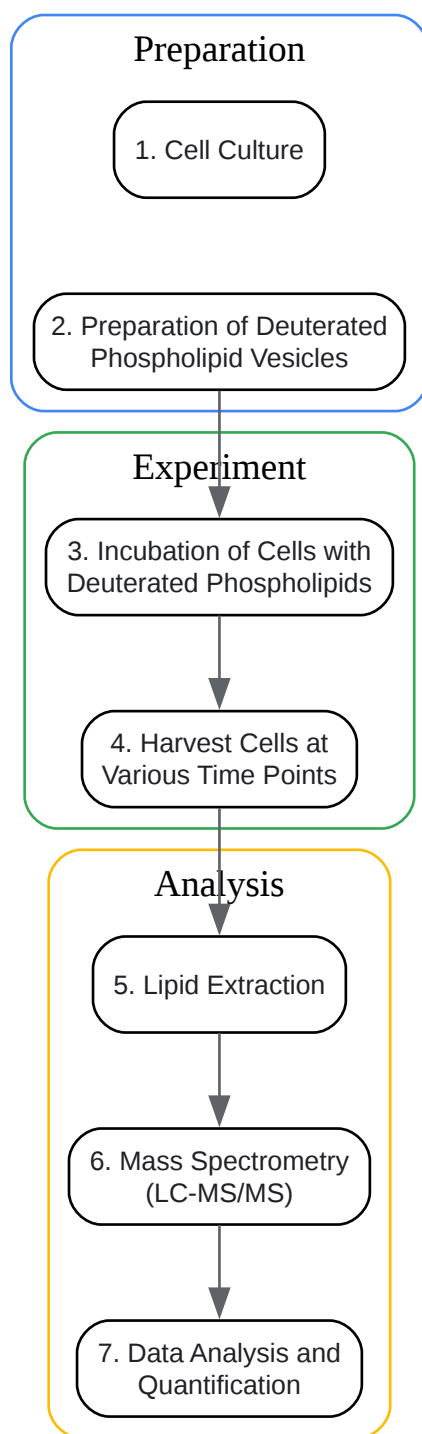 Preparation
1. Cell Culture
2. Preparation of Deuterated
Phospholipid Vesicles
Experiment
3. Incubation of Cells with
Deuterated Phospholipids
4. Harvest Cells at
Various Time Points
Analysis
5. Lipid Extraction
6. Mass Spectrometry
(LC-MS/MS)
7. Data Analysis and
Quantification